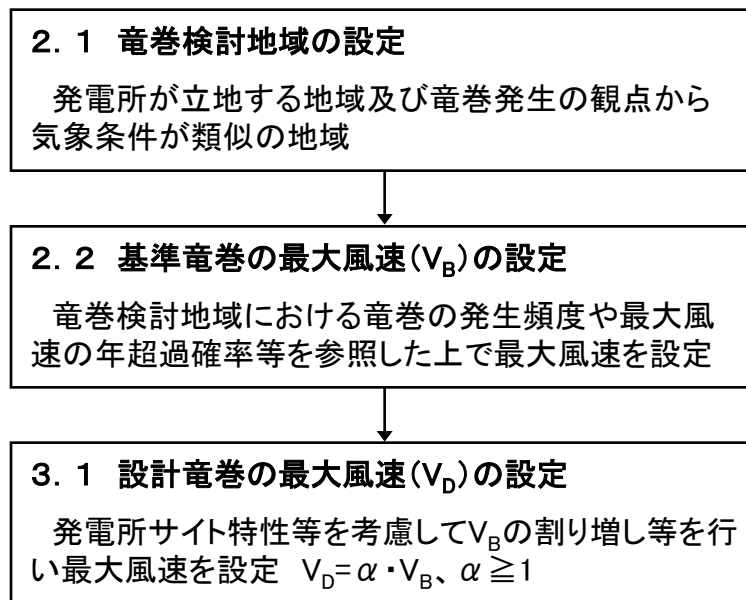 ２．１ 竜巻検討地域の設定
発電所が立地する地域及び竜巻発生の観点から
気象条件が類似の地域
２．２ 基準竜巻の最大風速(VB)の設定
竜巻検討地域における竜巻の発生頻度や最大風
速の年超過確率等を参照した上で最大風速を設定
３．１ 設計竜巻の最大風速(VD)の設定
発電所サイト特性等を考慮してVBの割り増し等を行
い最大風速を設定 VD=α・VB、α≧1